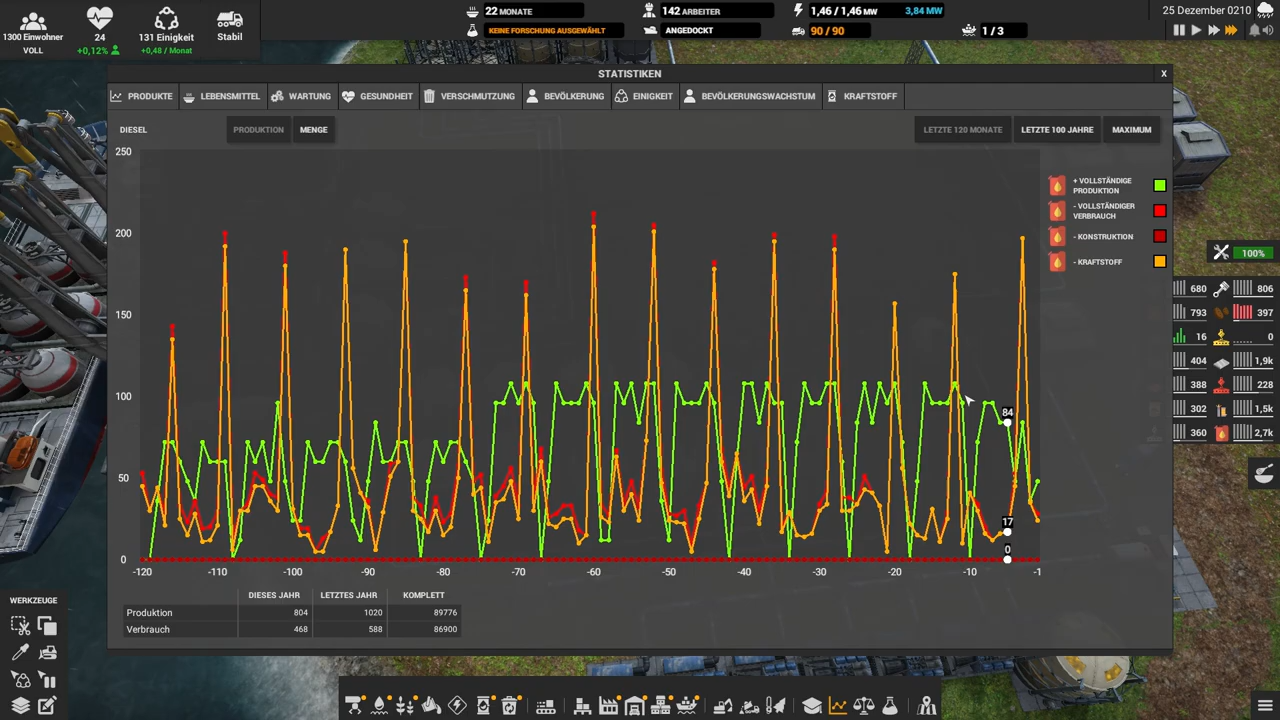 1300 Einwohner
VOLL
24
+0,12%
131 Einigkeit
+0,48 / Monat
Stabil
22 MONATE
KEINE FORSCHUNG AUSGEWÄHLT
142 ARBEITER
ANGEDOCKT
1,46 / 1,46 MW 3,84 MW
90 / 90
1 / 3
25 Dezember 0210
STATISTIKEN
X
PRODUKTE
LEBENSMITTEL
WARTUNG
GESUNDHEIT
VERSCHMUTZUNG
BEVÖLKERUNG
EINIGKEIT
BEVÖLKERUNGSWACHSTUM
KRAFTSTOFF
DIESEL
PRODUKTION
MENGE
LETZTE 120 MONATE
LETZTE 100 JAHRE
MAXIMUM
250
200
150
100
50
0
-120 -110 -100 -90 -80 -70 -60 -50 -40 -30 -20 -10 -1
84
17
0
+ VOLLSTÄNDIGE
PRODUKTION
- VOLLSTÄNDIGER
VERBRAUCH
- KONSTRUKTION
- KRAFTSTOFF
DIESES JAHR LETZTES JAHR KOMPLETT
Produktion 804 1020 89776
Verbrauch 468 588 86900
100%
680 806
793 397
16 0
404 1,9k
388 228
302 1,5k
360 2,7k
WERKZEUGE